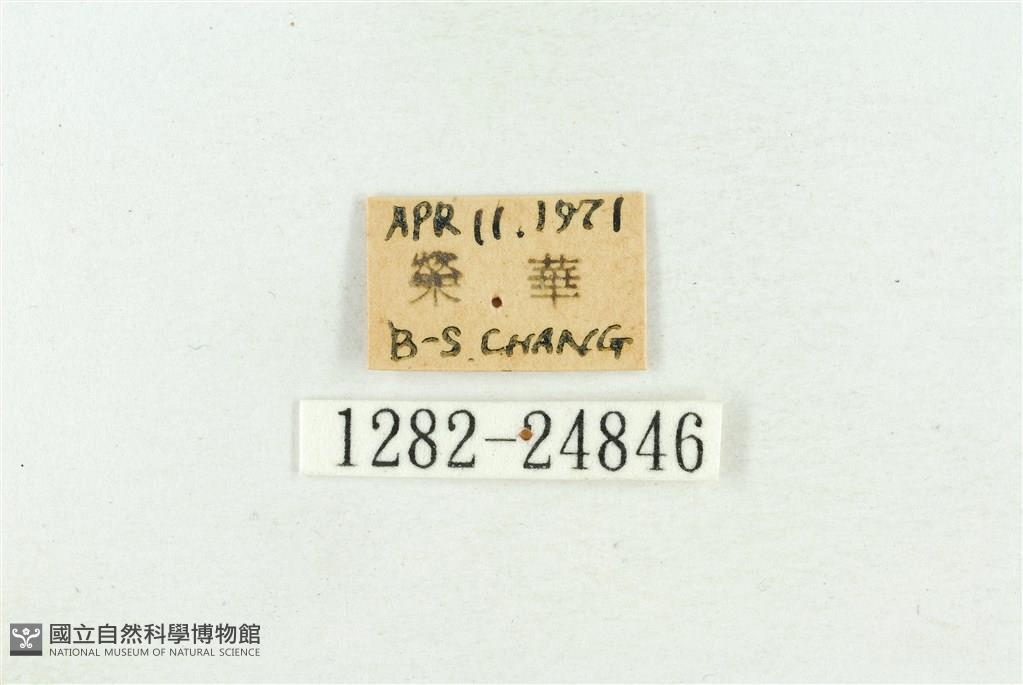 APR 11. 1971
榮 華
B-S. CHANG
1282-24846
國立自然科學博物館
NATIONAL MUSEUM OF NATURAL SCIENCE